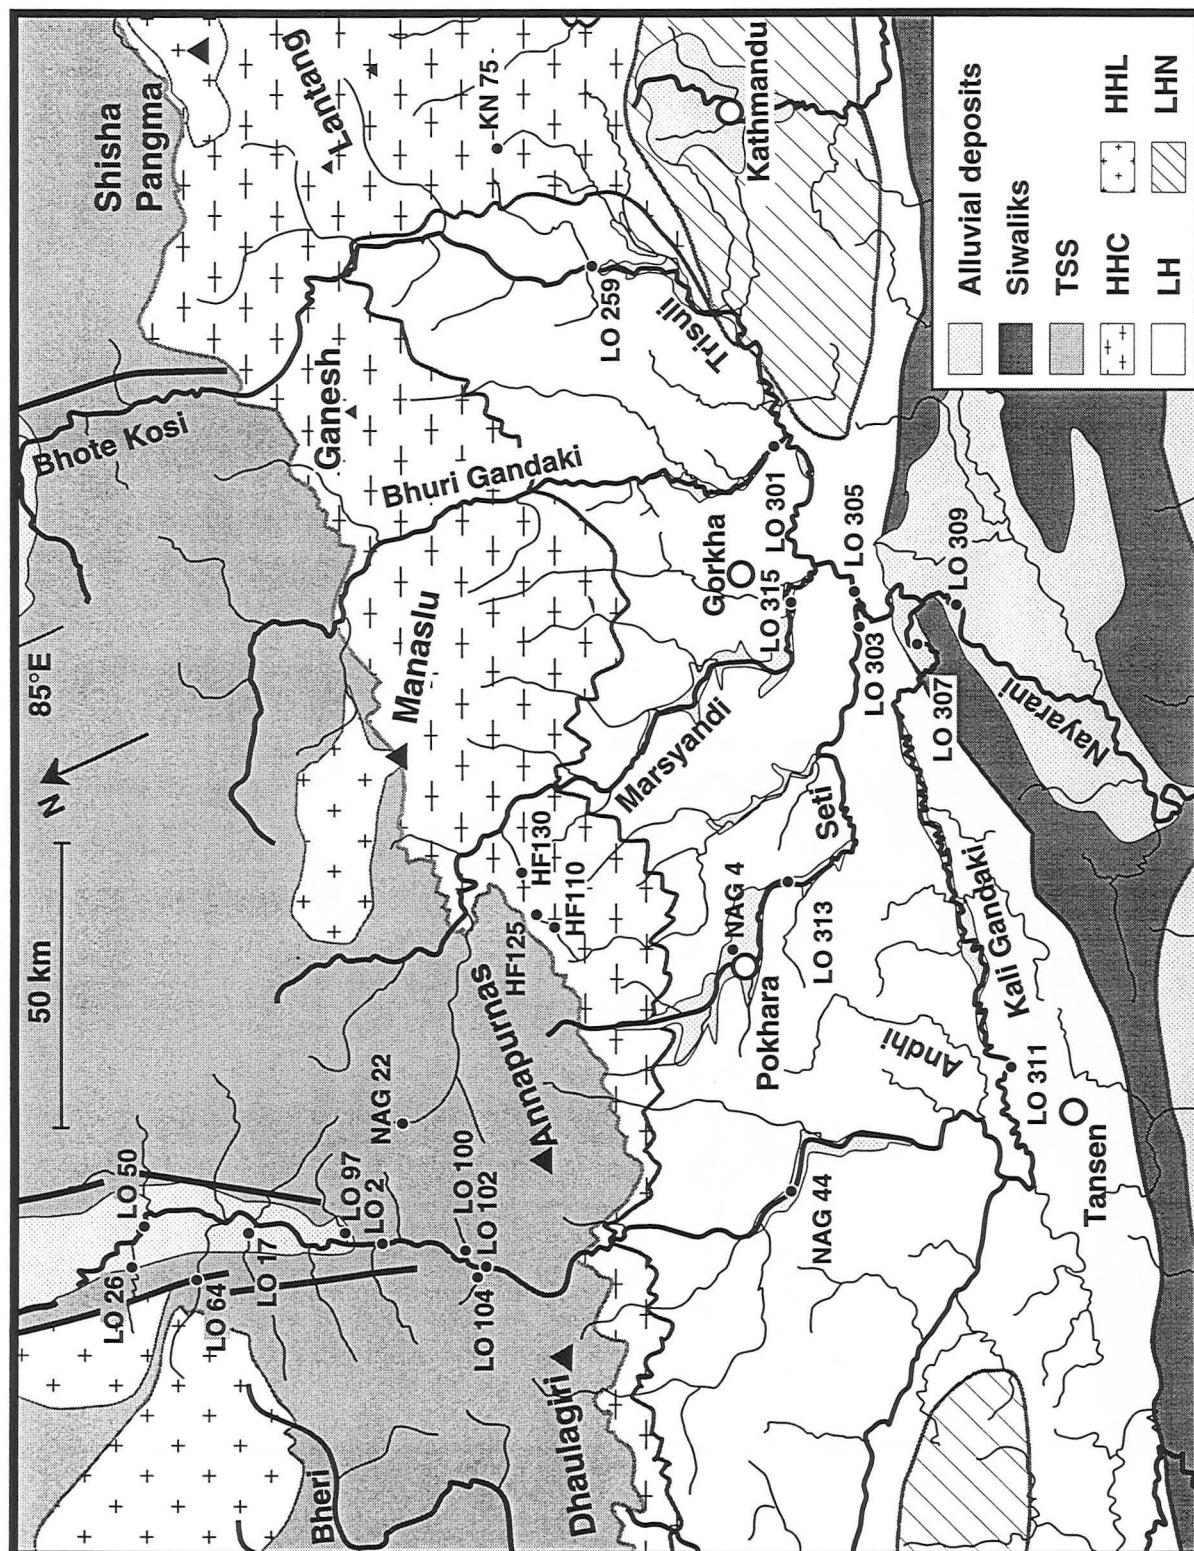 Shisha
Pangma
Lantang
KN 75
Kathmandu
Bhote Kosi
Ganesh
Bhuri Gandaki
LO 259
Trisuli
85°E
N
50 km
Manaslu
Gorkha
LO 301
LO 315
LO 305
LO 303
LO 309
LO 307
Nayarani
Marsyandi
HF130
HF110
HF125
Annapurnas
Seti
NAG 4
LO 313
Pokhara
Kali Gandaki
Andhi
LO 311
Tansen
NAG 22
NAG 44
LO 50
LO 97
LO 2
LO 100
LO 102
LO 26
LO 64
LO 17
LO 104
Dhaulagiri
Bheri
Alluvial deposits
Siwaliks
TSS
HHC
HHL
LH
LHN